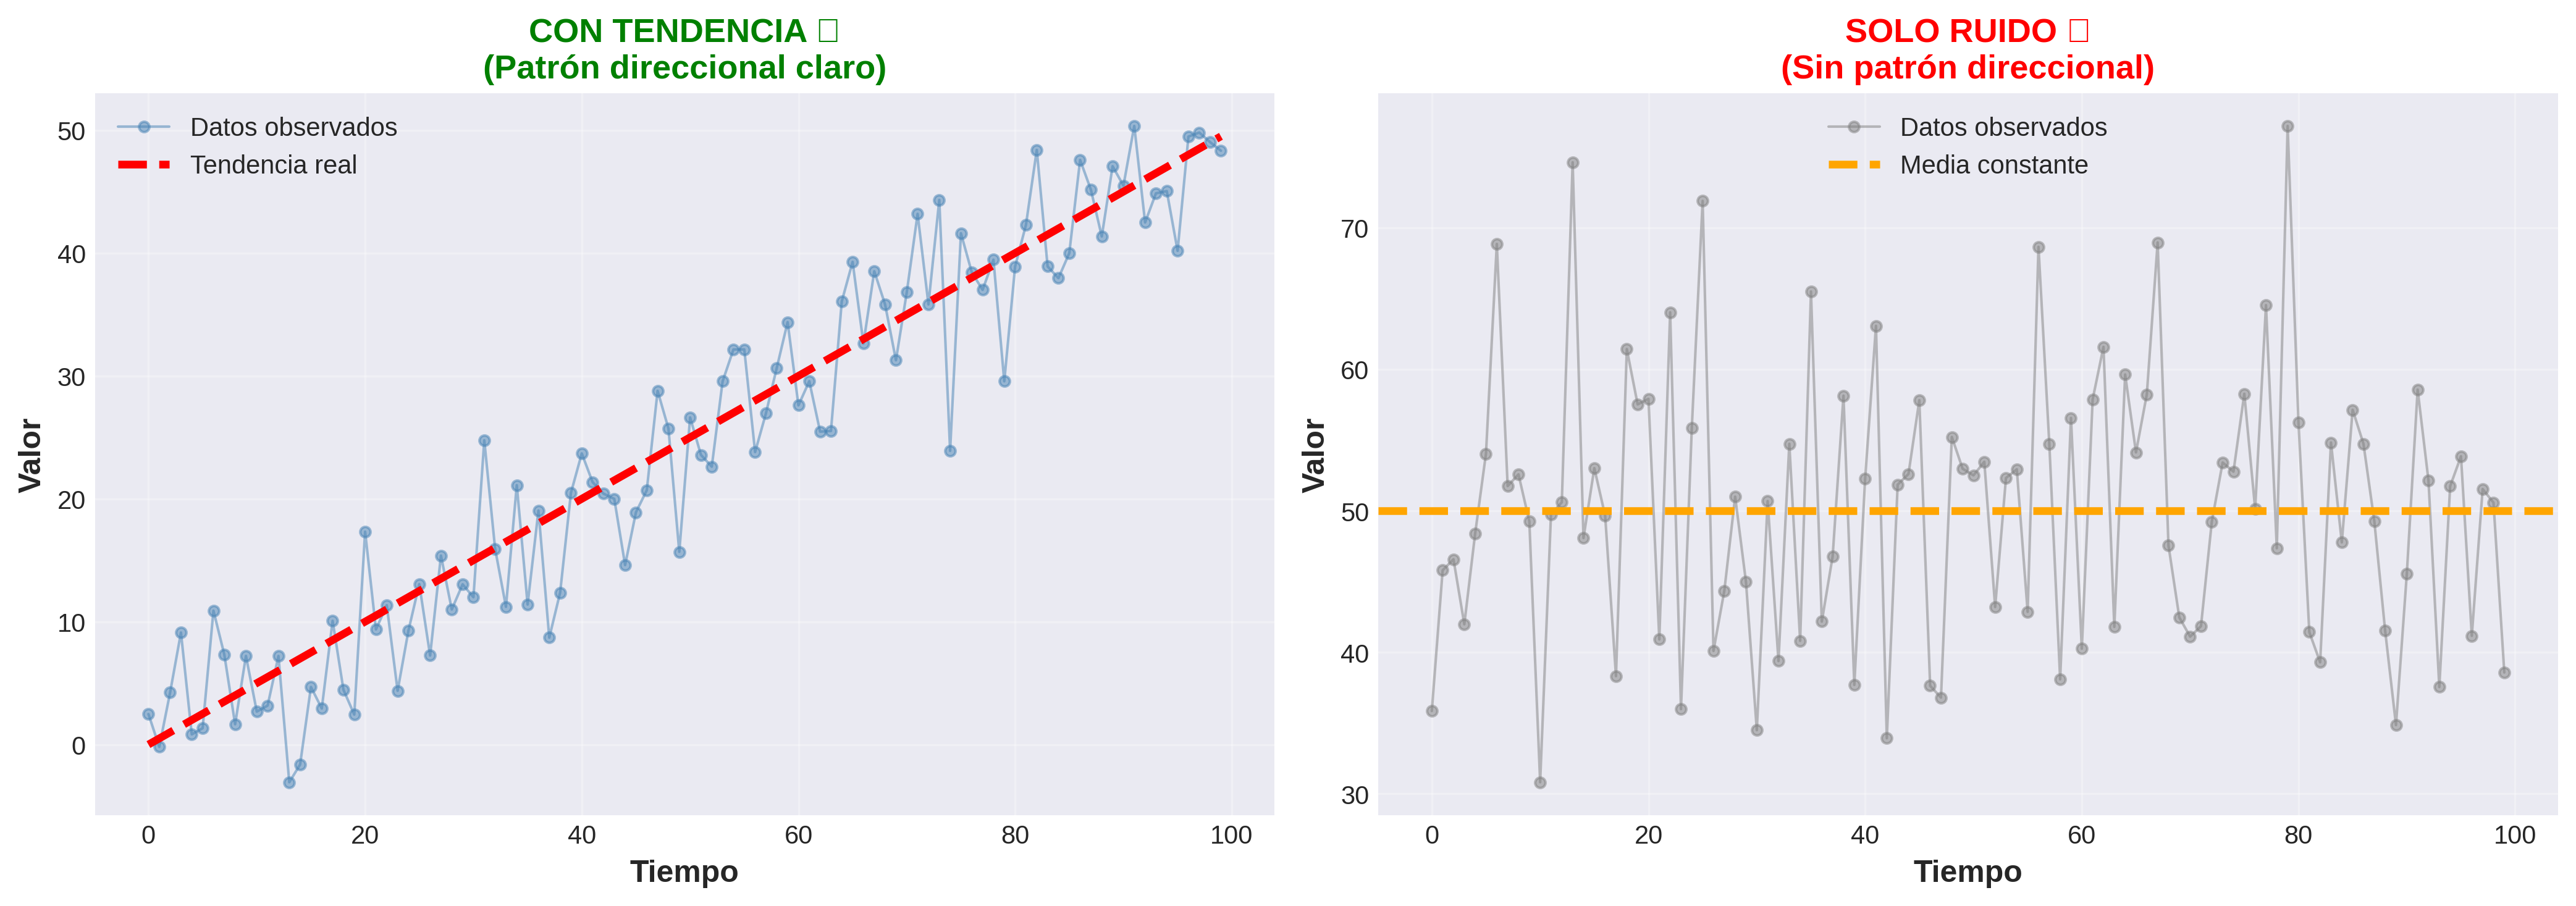 CON TENDENCIA
(Patrón direccional claro)
Datos observados
Tendencia real
50
40
30
20
10
0
Valor
0 20 40 60 80 100
Tiempo
SOLO RUIDO
(Sin patrón direccional)
Datos observados
Media constante
70
60
50
40
30
Valor
0 20 40 60 80 100
Tiempo